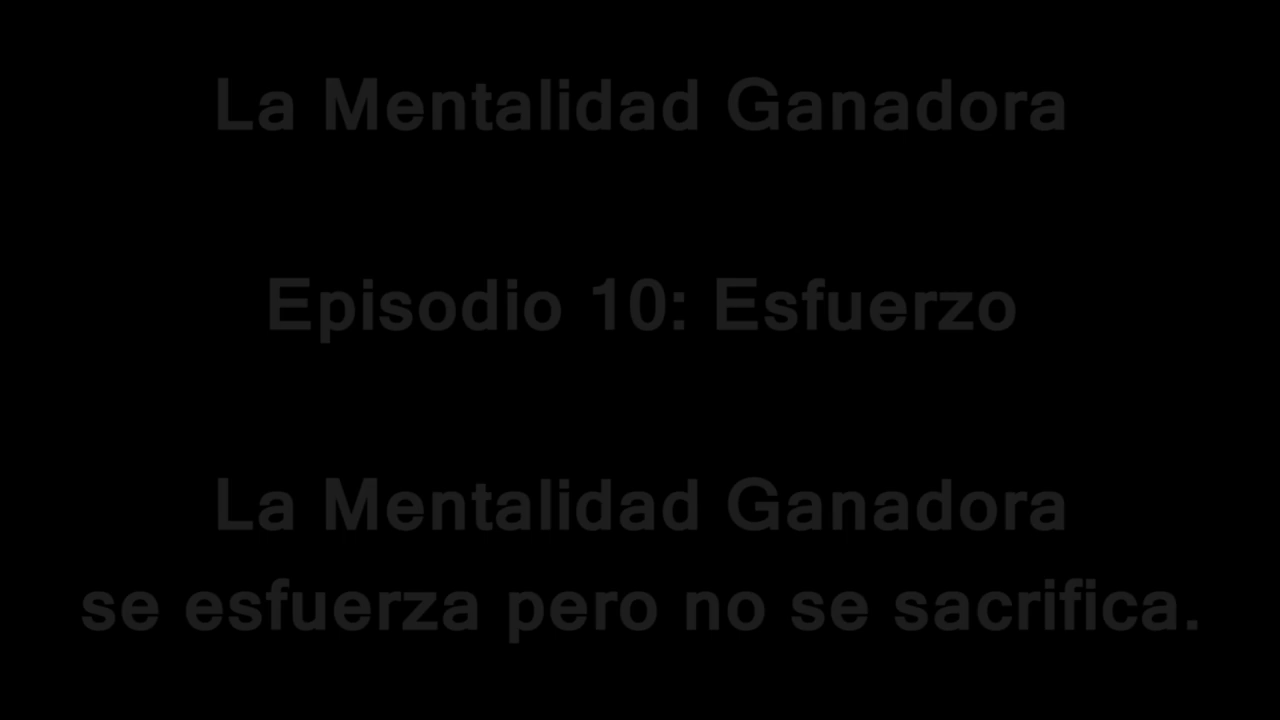 La Mentalidad Ganadora
Episodio 10: Esfuerzo
La Mentalidad Ganadora
se esfuerza pero no se sacrifica.